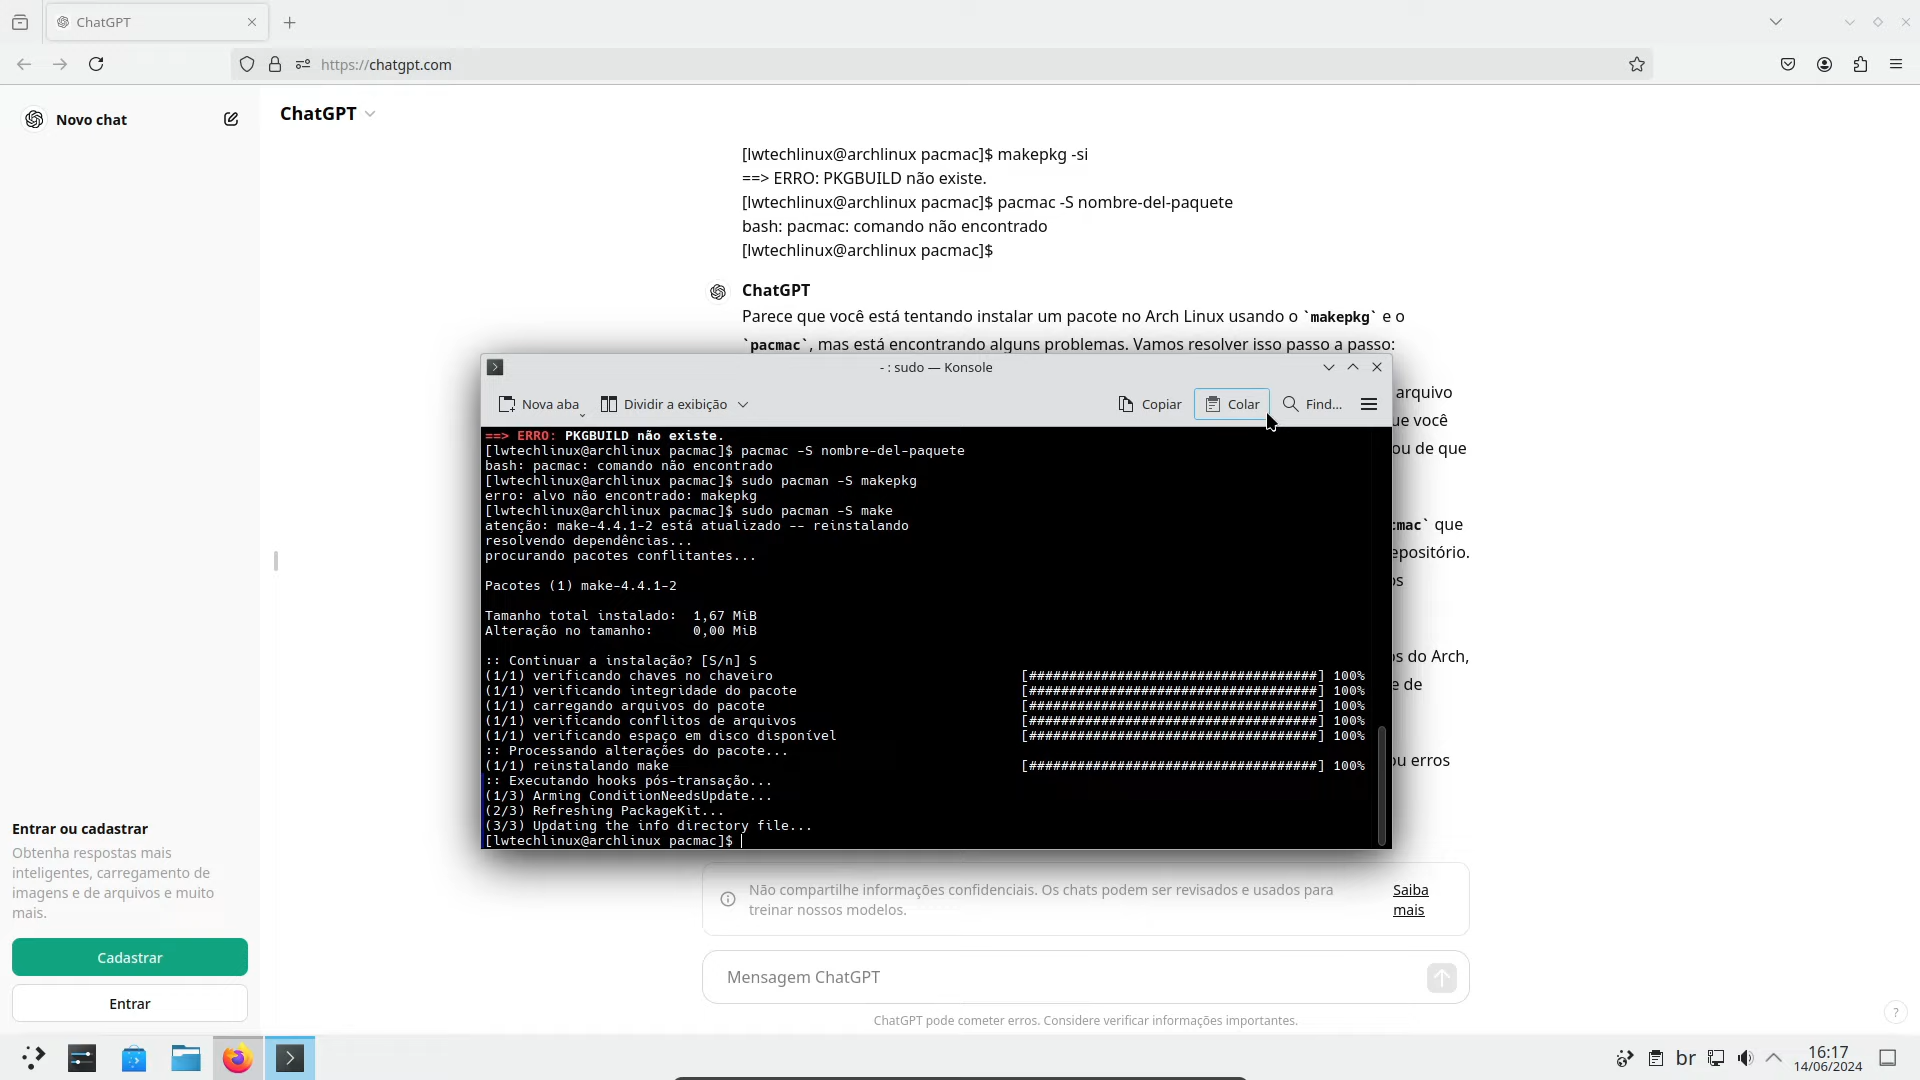 ChatGPT
https://chatgpt.com
Novo chat
ChatGPT
[lwtechlinux@archlinux pacmac]$ makepkg -si
==> ERRO: PKGBUILD não existe.
[lwtechlinux@archlinux pacmac]$ pacmac -S nombre-del-paquete
bash: pacmac: comando não encontrado
[lwtechlinux@archlinux pacmac]$
ChatGPT
Parece que você está tentando instalar um pacote no Arch Linux usando o `makepkg` e o
`pacmac`, mas está encontrando alguns problemas. Vamos resolver isso passo a passo:
- : sudo — Konsole
arquivo
Nova aba
Dividir a exibição
Copiar
Colar
Find...
ue você
ou de que
==> ERRO: PKGBUILD não existe.
[lwtechlinux@archlinux pacmac]$ pacmac -S nombre-del-paquete
bash: pacmac: comando não encontrado
[lwtechlinux@archlinux pacmac]$ sudo pacman -S makepkg
erro: alvo não encontrado: makepkg
[lwtechlinux@archlinux pacmac]$ sudo pacman -S make
atenção: make-4.4.1-2 está atualizado -- reinstalando
resolvendo dependências...
procurando pacotes conflitantes...
Pacotes (1) make-4.4.1-2
Tamanho total instalado: 1,67 MiB
Alteração no tamanho: 0,00 MiB
:: Continuar a instalação? [S/n] S
(1/1) verificando chaves no chaveiro [####################################] 100%
(1/1) verificando integridade do pacote [####################################] 100%
(1/1) carregando arquivos do pacote [####################################] 100%
(1/1) verificando conflitos de arquivos [####################################] 100%
(1/1) verificando espaço em disco disponível [####################################] 100%
:: Processando alterações do pacote...
(1/1) reinstalando make [####################################] 100%
:: Executando hooks pós-transação...
(1/3) Arming ConditionNeedsUpdate...
(2/3) Refreshing PackageKit...
(3/3) Updating the info directory file...
[lwtechlinux@archlinux pacmac]$
mac` que
epositório.
os
os do Arch,
e de
ou erros
Não compartilhe informações confidenciais. Os chats podem ser revisados e usados para
treinar nossos modelos.
Saiba
mais
Mensagem ChatGPT
ChatGPT pode cometer erros. Considere verificar informações importantes.
?
Entrar ou cadastrar
Obtenha respostas mais
inteligentes, carregamento de
imagens e de arquivos e muito
mais.
Cadastrar
Entrar
br
16:17
14/06/2024